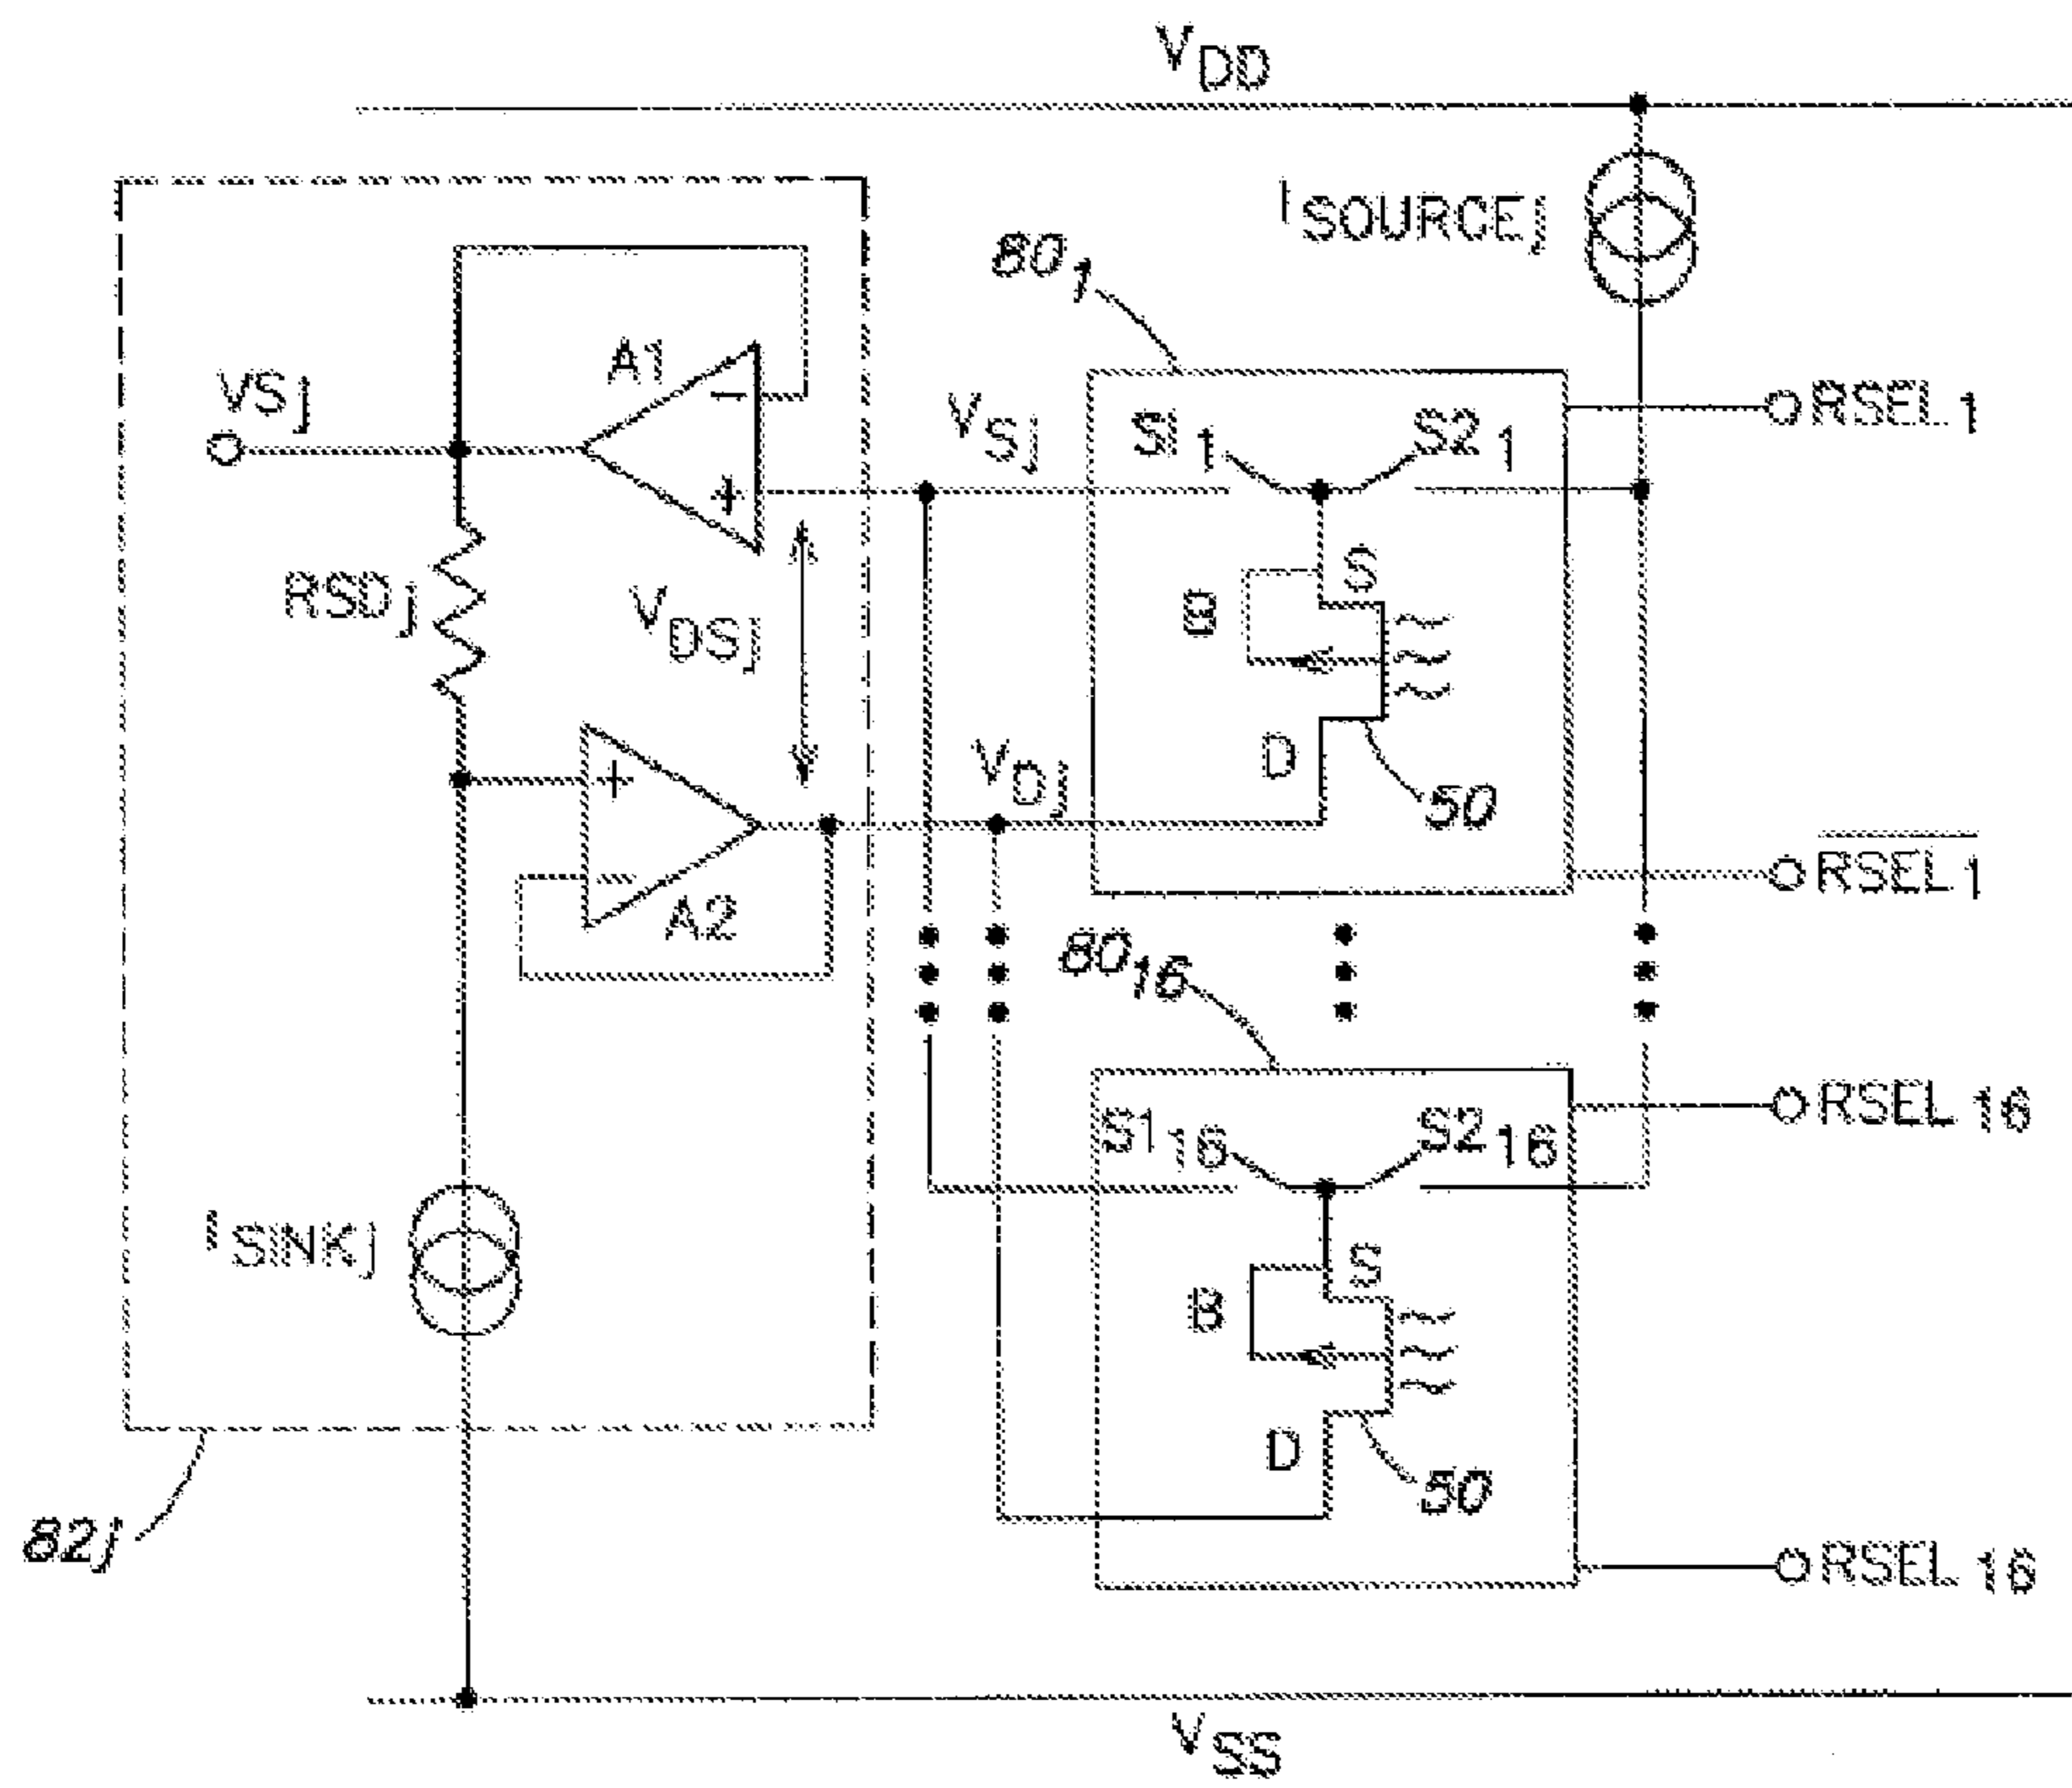 VDD
ISOURCEj
801
A1
−
+
VSj
VSj
S11
S21
RSEL1
RSDj
VDSj
S
B
D
50
VDj
+
−
A2
RSEL1
8016
S116
S216
RSEL16
ISINKj
S
B
D
50
82j
RSEL16
VSS